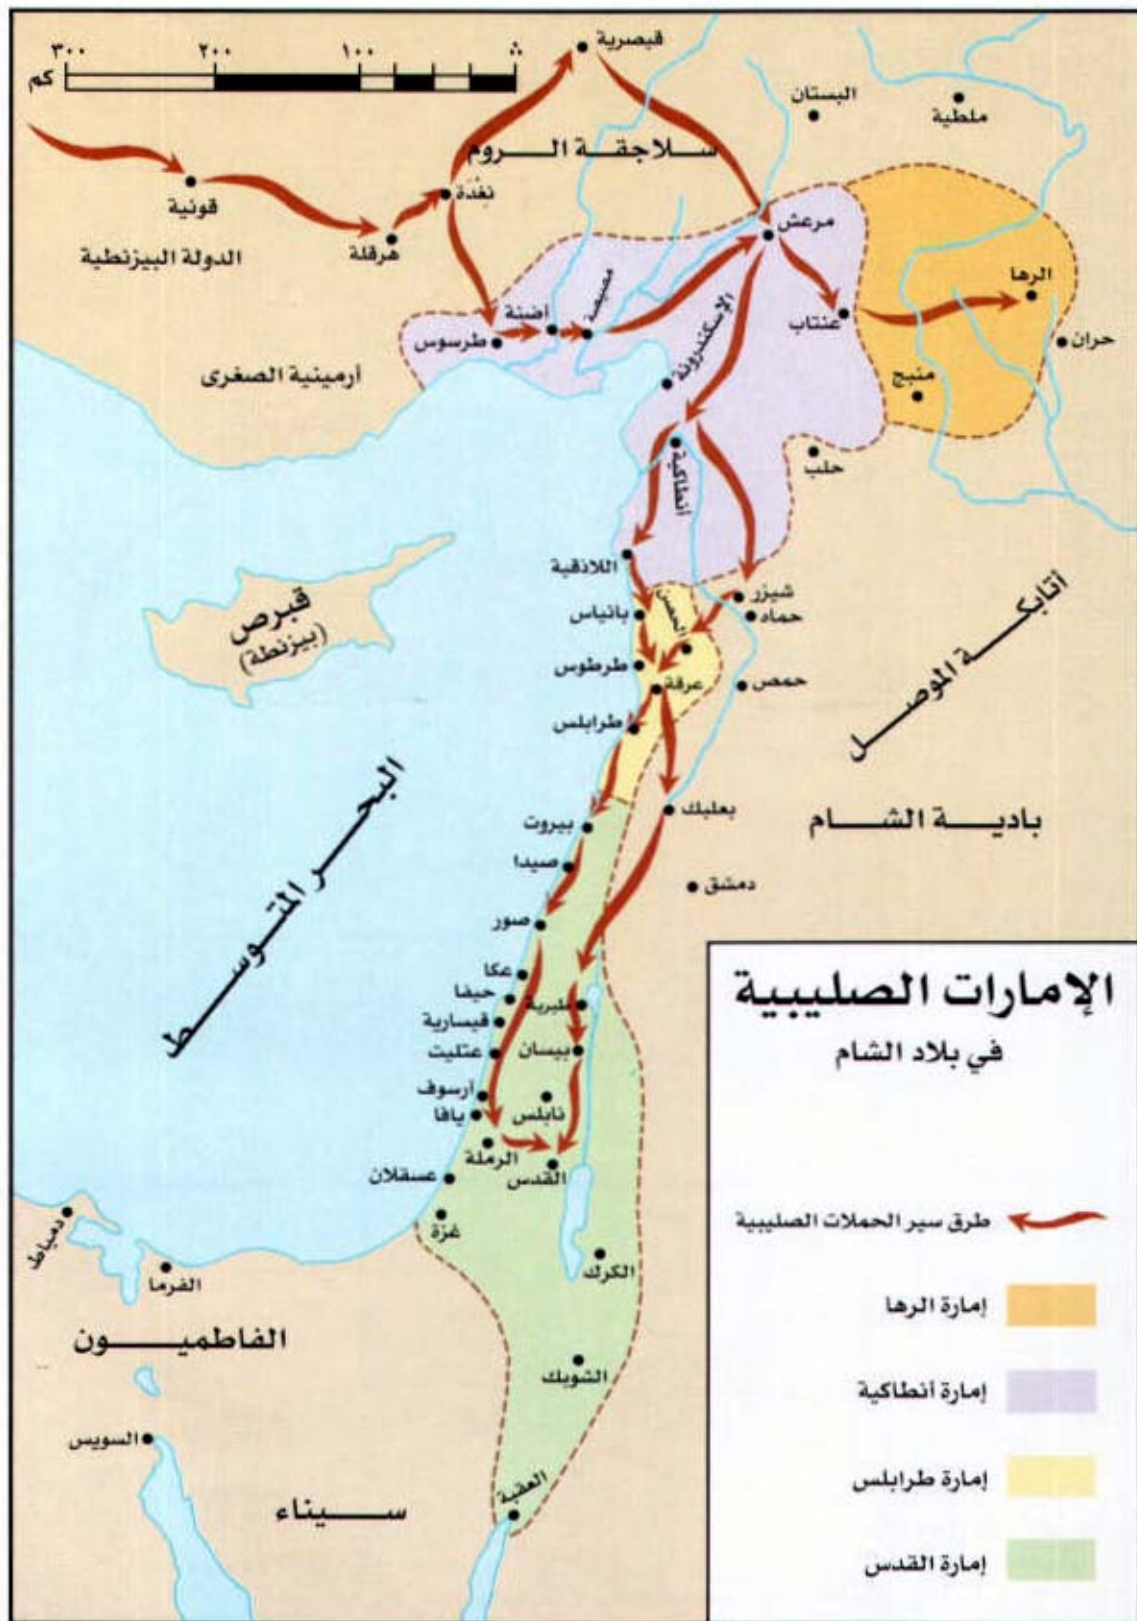 ٣٠٠ ٢٠٠ ١٠٠ ٠
كم
قيصرية
البستان
ملطية
سلاجقة الروم
نغدة
قونية
هرقلة
مرعش
الدولة البيزنطية
الرها
أضنة
مصيصة
عنتاب
طرسوس
حران
الإسكندرونة
أرمينية الصغرى
منبج
أنطاكية
حلب
اللاذقية
شيزر
حماه
الحصن
بانياس
قبرص
(بيزنطة)
طرطوس
عرقة
حمص
أتابكة الموصل
طرابلس
بعلبك
بادية الشام
بيروت
البحر المتوسط
صيدا
دمشق
صور
عكا
حيفا
طبرية
قيسارية
عتليت
بيسان
أرسوف
نابلس
يافا
الرملة
القدس
عسقلان
غزة
دمياط
الفرما
الكرك
الفاطميون
الشوبك
السويس
العقبة
سيناء
الإمارات الصليبية
في بلاد الشام
طرق سير الحملات الصليبية
إمارة الرها
إمارة أنطاكية
إمارة طرابلس
إمارة القدس